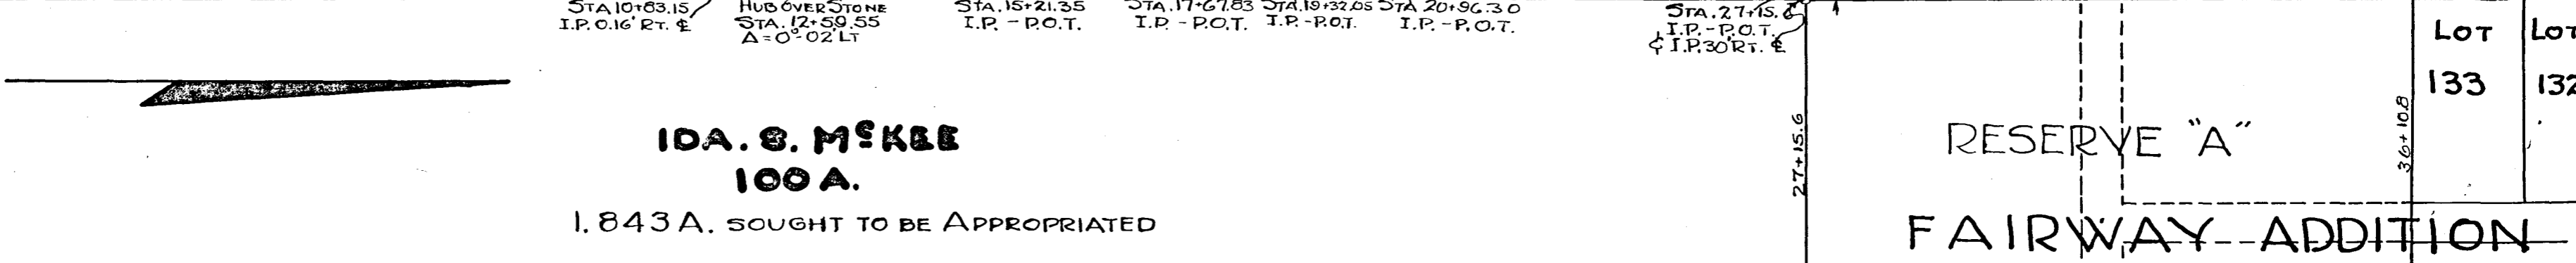 STA 10+83.15
I.P. 0.16' RT. ℄
HUB OVER STONE
STA. 12+59.55
Δ=0°-02' LT
STA. 15+21.35
I.P. - P.O.T.
STA. 17+67.83
I.P. - P.O.T.
STA. 19+32.05
I.P. - P.O.T.
STA 20+96.30
I.P. - P.O.T.
STA. 27+15.6
I.P. - P.O.T.
& I.P. 30' RT. ℄
LOT
133
LOT
132
27+15.6
RESERVE "A"
36+10.8
IDA. S. McKEE
100 A.
1.843 A. SOUGHT TO BE APPROPRIATED
FAIRWAY ADDITION